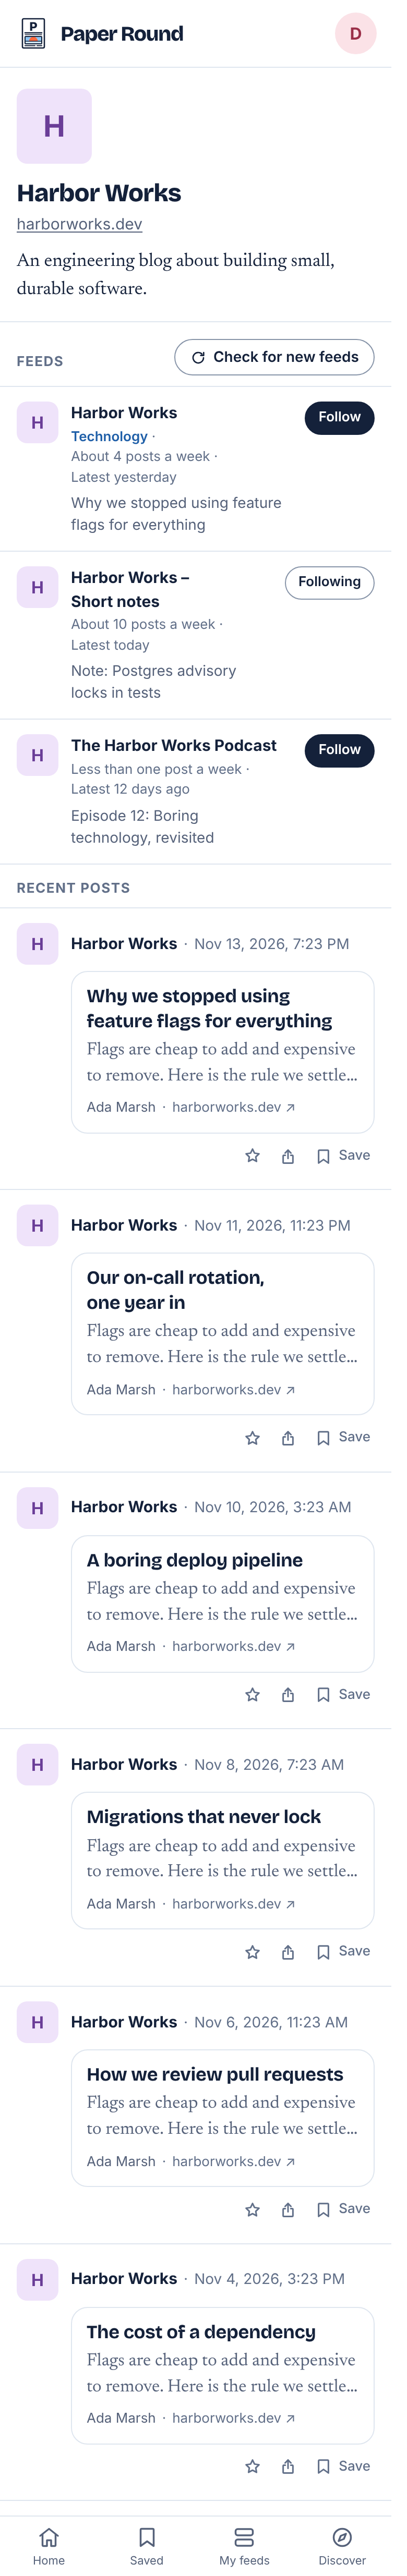 P
Paper Round
D
H
Harbor Works
harborworks.dev
An engineering blog about building small,
durable software.
FEEDS
Check for new feeds
H
Harbor Works
Follow
Technology ·
About 4 posts a week ·
Latest yesterday
Why we stopped using feature
flags for everything
H
Harbor Works –
Short notes
Following
About 10 posts a week ·
Latest today
Note: Postgres advisory
locks in tests
H
The Harbor Works Podcast
Follow
Less than one post a week ·
Latest 12 days ago
Episode 12: Boring
technology, revisited
RECENT POSTS
H
Harbor Works · Nov 13, 2026, 7:23 PM
Why we stopped using
feature flags for everything
Flags are cheap to add and expensive
to remove. Here is the rule we settle...
Ada Marsh · harborworks.dev ↗
Save
H
Harbor Works · Nov 11, 2026, 11:23 PM
Our on-call rotation,
one year in
Flags are cheap to add and expensive
to remove. Here is the rule we settle...
Ada Marsh · harborworks.dev ↗
Save
H
Harbor Works · Nov 10, 2026, 3:23 AM
A boring deploy pipeline
Flags are cheap to add and expensive
to remove. Here is the rule we settle...
Ada Marsh · harborworks.dev ↗
Save
H
Harbor Works · Nov 8, 2026, 7:23 AM
Migrations that never lock
Flags are cheap to add and expensive
to remove. Here is the rule we settle...
Ada Marsh · harborworks.dev ↗
Save
H
Harbor Works · Nov 6, 2026, 11:23 AM
How we review pull requests
Flags are cheap to add and expensive
to remove. Here is the rule we settle...
Ada Marsh · harborworks.dev ↗
Save
H
Harbor Works · Nov 4, 2026, 3:23 PM
The cost of a dependency
Flags are cheap to add and expensive
to remove. Here is the rule we settle...
Ada Marsh · harborworks.dev ↗
Save
Home
Saved
My feeds
Discover